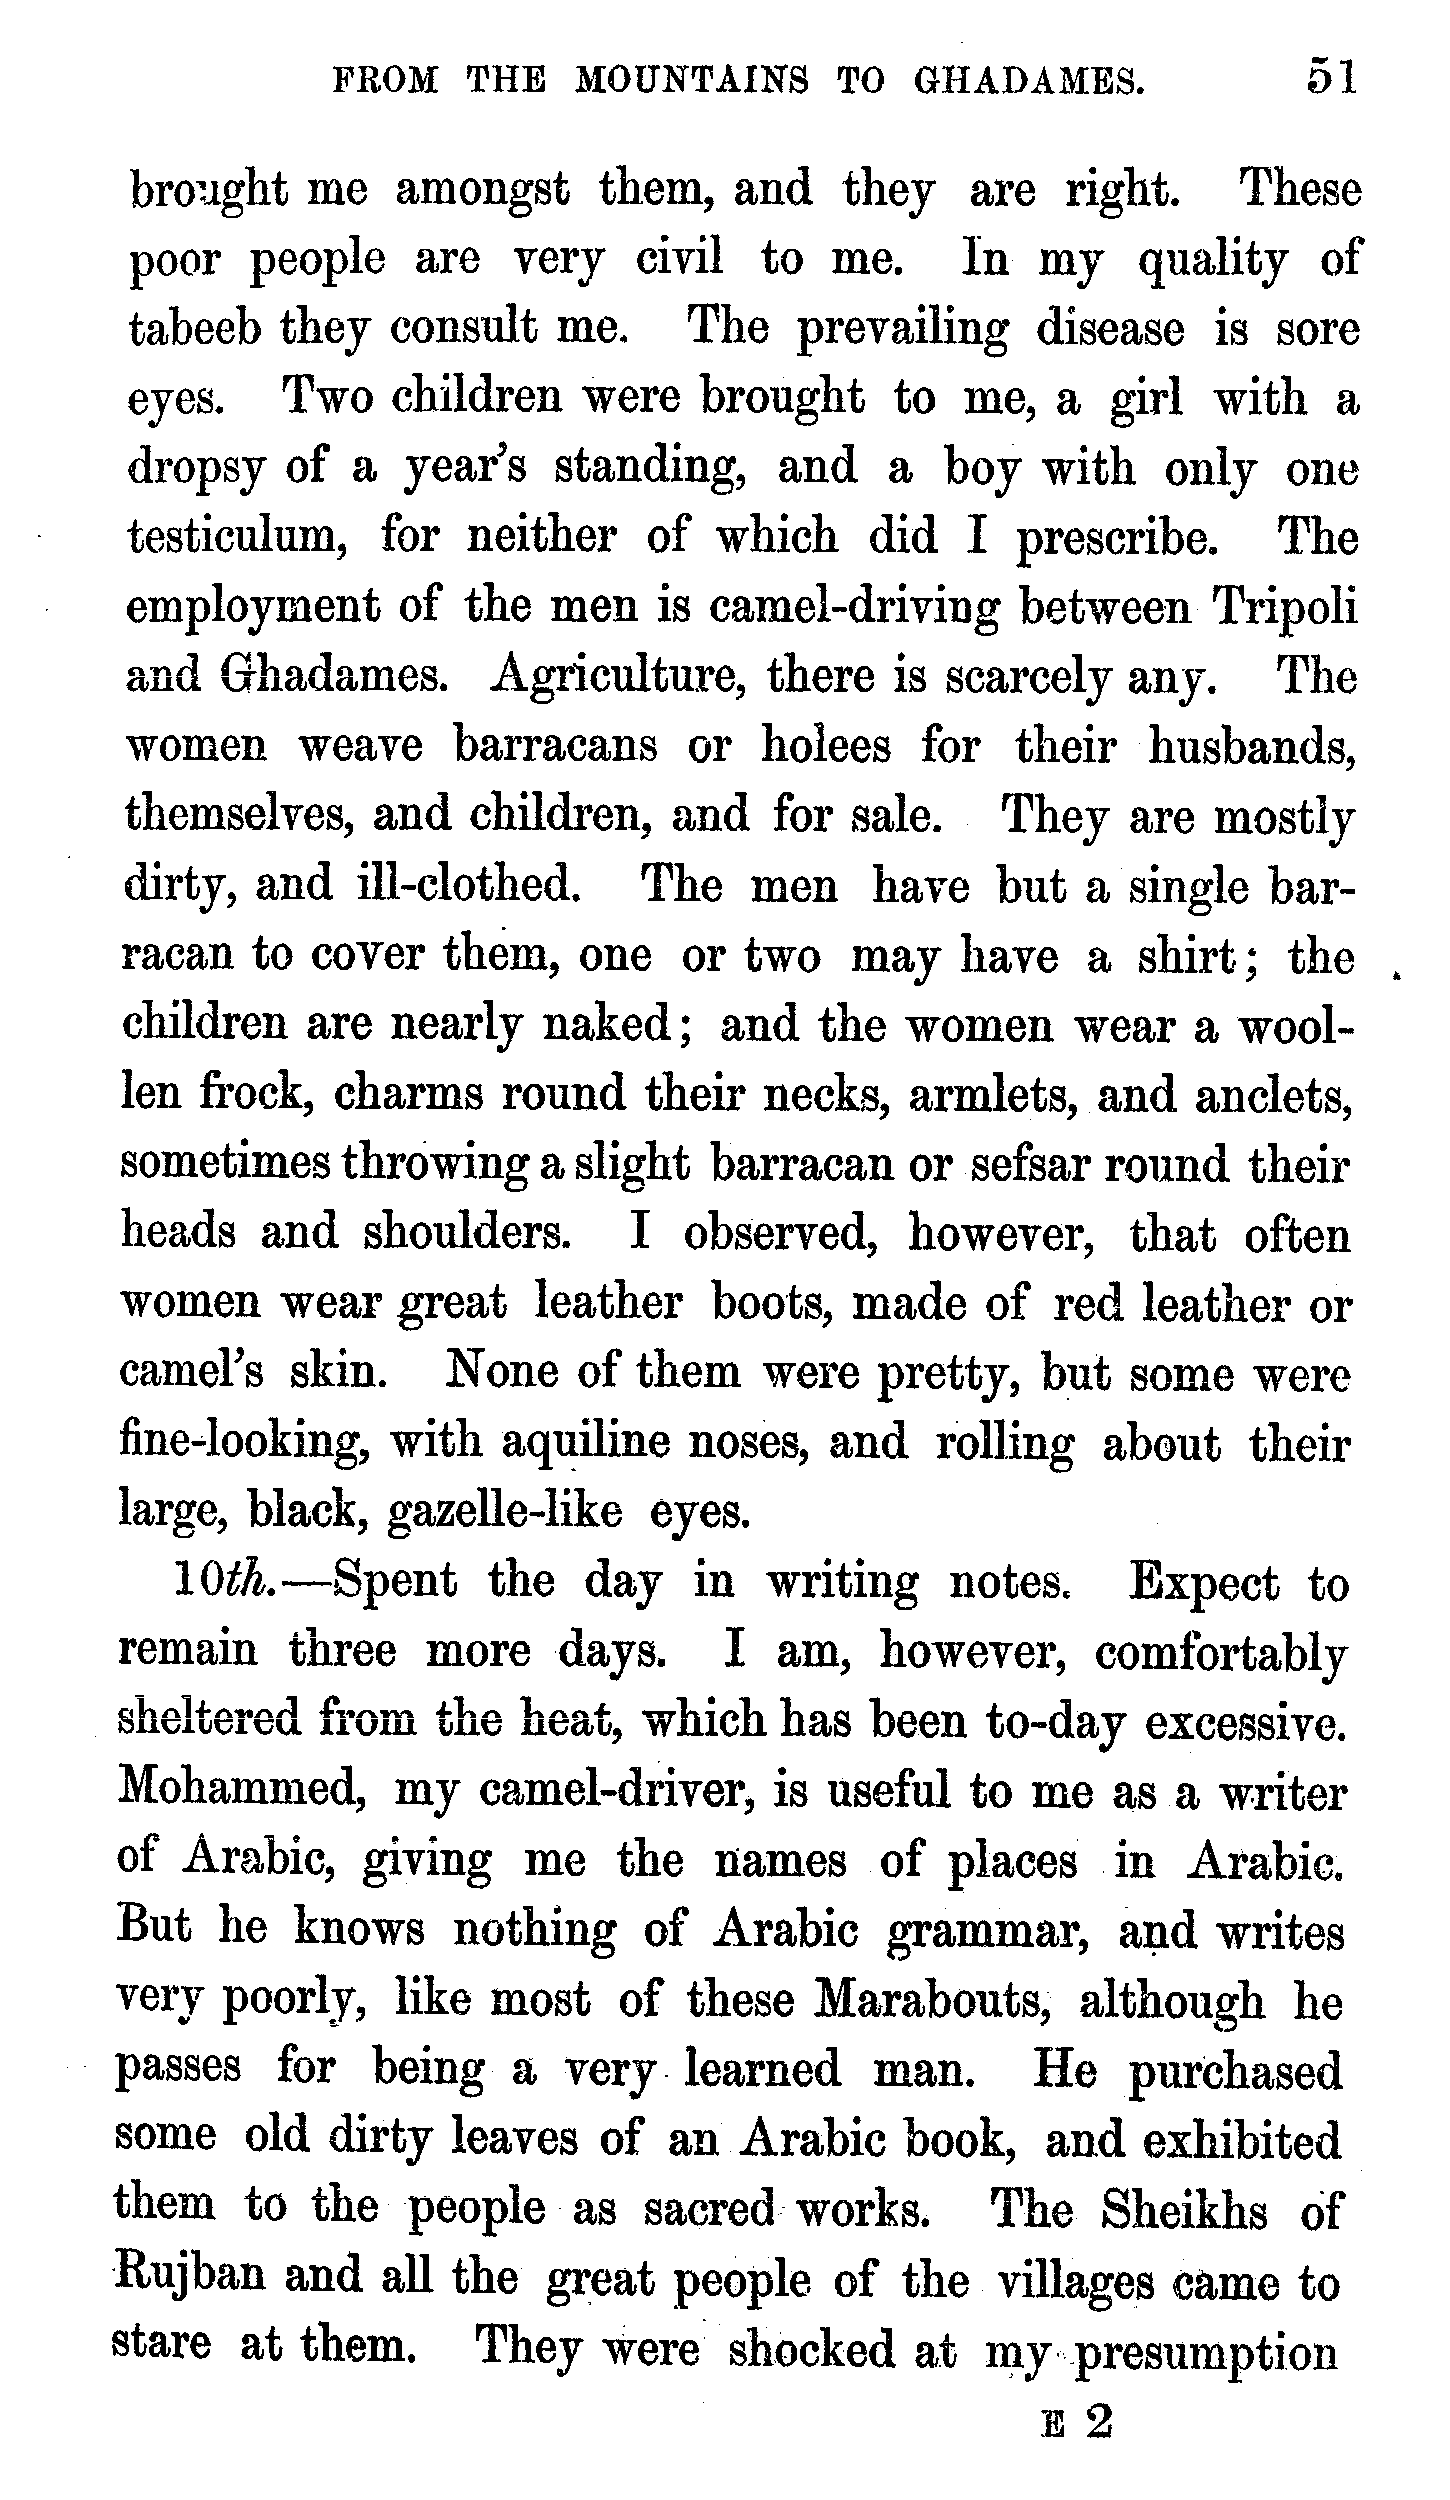 FROM THE MOUNTAINS TO GHADAMES. 51
brought me amongst them, and they are right. These
poor people are very civil to me. In my quality of
tabeeb they consult me. The prevailing disease is sore
eyes. Two children were brought to me, a girl with a
dropsy of a year's standing, and a boy with only one
testiculum, for neither of which did I prescribe. The
employment of the men is camel-driving between Tripoli
and Ghadames. Agriculture, there is scarcely any. The
women weave barracans or holees for their husbands,
themselves, and children, and for sale. They are mostly
dirty, and ill-clothed. The men have but a single bar-
racan to cover them, one or two may have a shirt; the
children are nearly naked; and the women wear a wool-
len frock, charms round their necks, armlets, and anclets,
sometimes throwing a slight barracan or sefsar round their
heads and shoulders. I observed, however, that often
women wear great leather boots, made of red leather or
camel's skin. None of them were pretty, but some were
fine-looking, with aquiline noses, and rolling about their
large, black, gazelle-like eyes.
10th.—Spent the day in writing notes. Expect to
remain three more days. I am, however, comfortably
sheltered from the heat, which has been to-day excessive.
Mohammed, my camel-driver, is useful to me as a writer
of Arabic, giving me the names of places in Arabic.
But he knows nothing of Arabic grammar, and writes
very poorly, like most of these Marabouts, although he
passes for being a very learned man. He purchased
some old dirty leaves of an Arabic book, and exhibited
them to the people as sacred works. The Sheikhs of
Rujban and all the great people of the villages came to
stare at them. They were shocked at my presumption
E 2